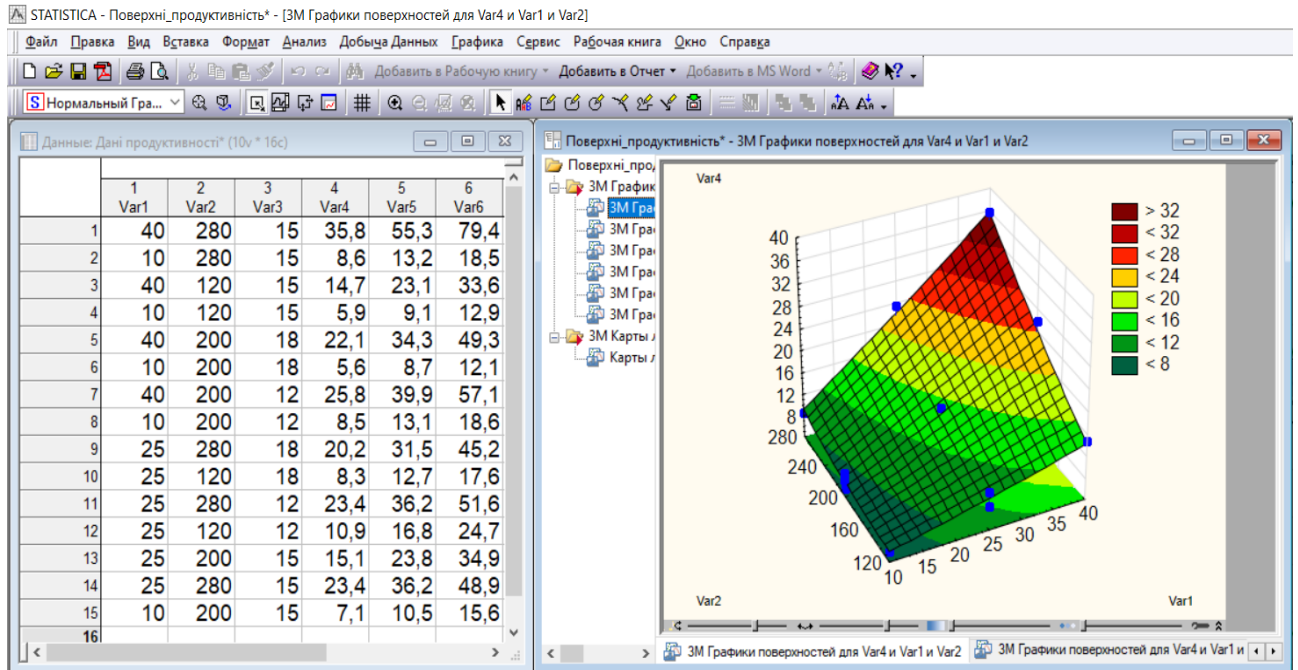 STATISTICA - Поверхні_продуктивність* - [3М Графики поверхностей для Var4 и Var1 и Var2]
Файл Правка Вид Вставка Формат Анализ Добыча Данных Графика Сервис Рабочая книга Окно Справка
Добавить в Рабочую книгу Добавить в Отчет Добавить в MS Word
Нормальный Гра...
Данные: Дані продуктивності* (10v * 16c)
1 2 3 4 5 6
Var1 Var2 Var3 Var4 Var5 Var6
1 40 280 15 35,8 55,3 79,4
2 10 280 15 8,6 13,2 18,5
3 40 120 15 14,7 23,1 33,6
4 10 120 15 5,9 9,1 12,9
5 40 200 18 22,1 34,3 49,3
6 10 200 18 5,6 8,7 12,1
7 40 200 12 25,8 39,9 57,1
8 10 200 12 8,5 13,1 18,6
9 25 280 18 20,2 31,5 45,2
10 25 120 18 8,3 12,7 17,6
11 25 280 12 23,4 36,2 51,6
12 25 120 12 10,9 16,8 24,7
13 25 200 15 15,1 23,8 34,9
14 25 280 15 23,4 36,2 48,9
15 10 200 15 7,1 10,5 15,6
16
Поверхні_продуктивність* - 3М Графики поверхностей для Var4 и Var1 и Var2
Поверхні_про
3М График
3М Гра
3М Гра
3М Гра
3М Гра
3М Гра
3М Гра
3М Карты л
Карты л
Var4
40
36
32
28
24
20
16
12
8
280
240
200
160
120
10 15 20 25 30 35 40
> 32
< 32
< 28
< 24
< 20
< 16
< 12
< 8
Var2
Var1
3М Графики поверхностей для Var4 и Var1 и Var2
3М Графики поверхностей для Var4 и Var1 и